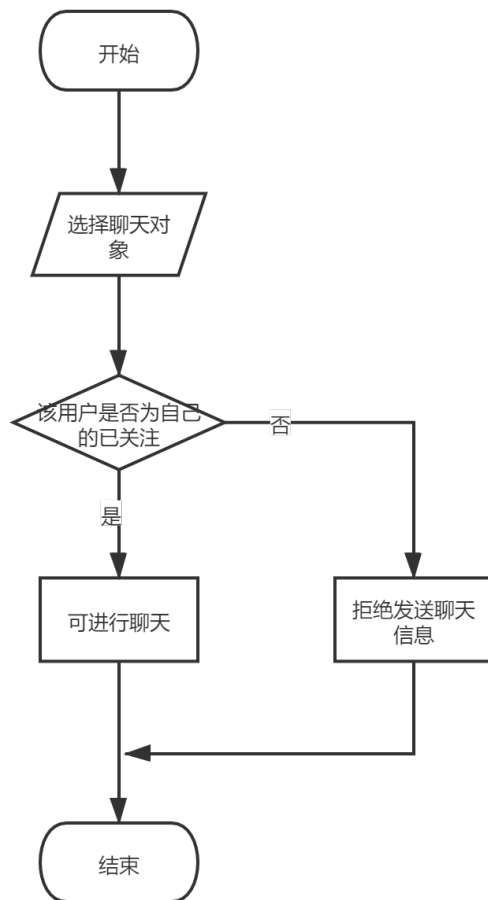 开始
选择聊天对
象
该用户是否为自己
的已关注
否
是
可进行聊天
拒绝发送聊天
信息
结束